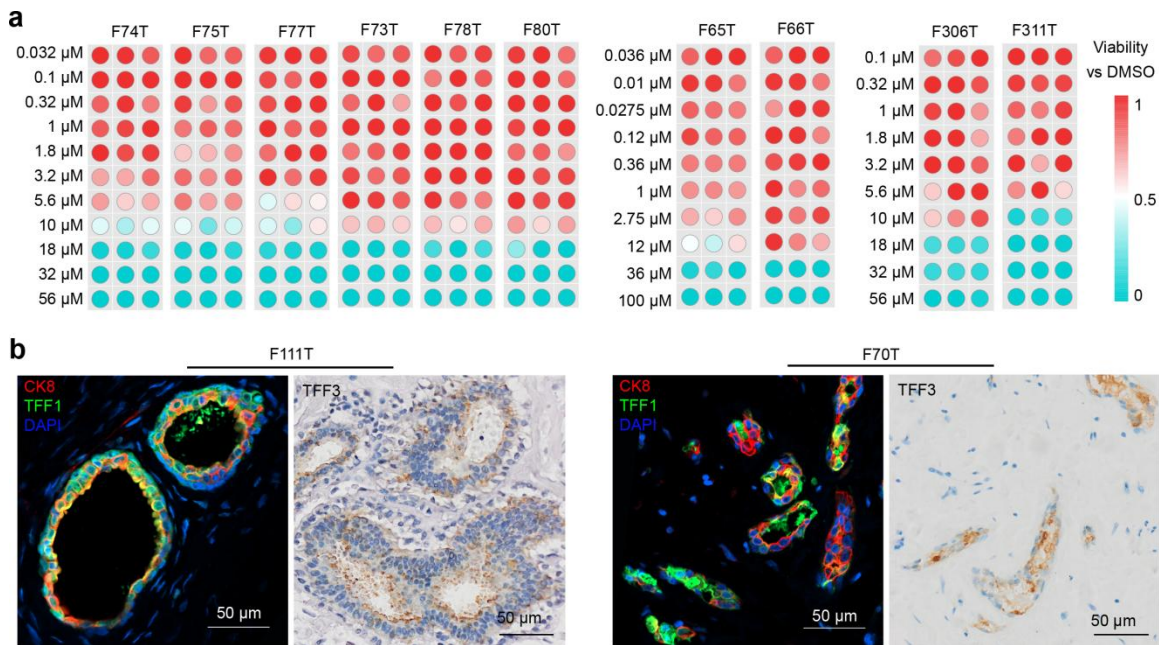 a
F74T F75T F77T F73T F78T F80T F65T F66T F306T F311T
0.032 µM
0.1 µM
0.32 µM
1 µM
1.8 µM
3.2 µM
5.6 µM
10 µM
18 µM
32 µM
56 µM
0.036 µM
0.01 µM
0.0275 µM
0.12 µM
0.36 µM
1 µM
2.75 µM
12 µM
36 µM
100 µM
0.1 µM
0.32 µM
1 µM
1.8 µM
3.2 µM
5.6 µM
10 µM
18 µM
32 µM
56 µM
Viability
vs DMSO
1
0.5
0
b
F111T
CK8
TFF1
DAPI
50 µm
TFF3
50 µm
F70T
CK8
TFF1
DAPI
50 µm
TFF3
50 µm